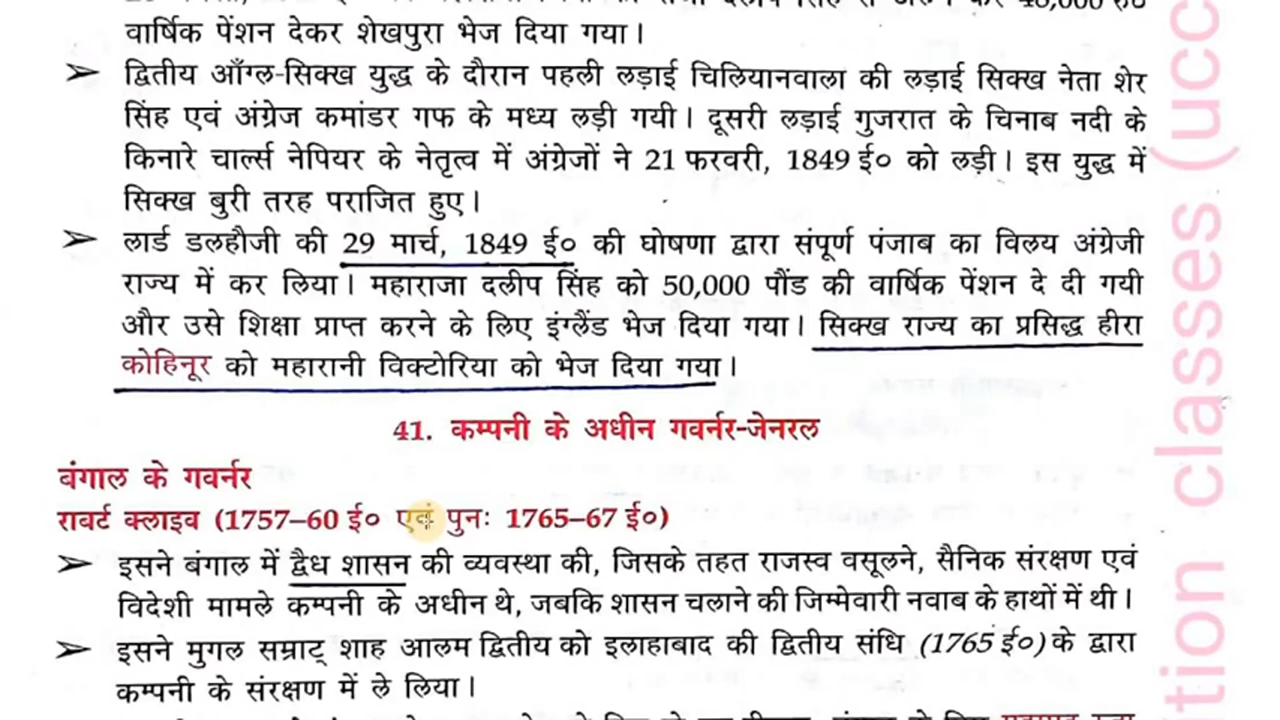 वार्षिक पेंशन देकर शेखपुरा भेज दिया गया।
➢ द्वितीय आँग्ल-सिक्ख युद्ध के दौरान पहली लड़ाई चिलियानवाला की लड़ाई सिक्ख नेता शेर
सिंह एवं अंग्रेज कमांडर गफ के मध्य लड़ी गयी। दूसरी लड़ाई गुजरात के चिनाब नदी के
किनारे चार्ल्स नेपियर के नेतृत्व में अंग्रेजों ने 21 फरवरी, 1849 ई० को लड़ी। इस युद्ध में
सिक्ख बुरी तरह पराजित हुए।
➢ लार्ड डलहौजी की 29 मार्च, 1849 ई० की घोषणा द्वारा संपूर्ण पंजाब का विलय अंग्रेजी
राज्य में कर लिया। महाराजा दलीप सिंह को 50,000 पौंड की वार्षिक पेंशन दे दी गयी
और उसे शिक्षा प्राप्त करने के लिए इंग्लैंड भेज दिया गया। सिक्ख राज्य का प्रसिद्ध हीरा
कोहिनूर को महारानी विक्टोरिया को भेज दिया गया।
41. कम्पनी के अधीन गवर्नर-जेनरल
बंगाल के गवर्नर
राबर्ट क्लाइव (1757–60 ई० एवं पुनः 1765–67 ई०)
➢ इसने बंगाल में द्वैध शासन की व्यवस्था की, जिसके तहत राजस्व वसूलने, सैनिक संरक्षण एवं
विदेशी मामले कम्पनी के अधीन थे, जबकि शासन चलाने की जिम्मेवारी नवाब के हाथों में थी।
➢ इसने मुगल सम्राट् शाह आलम द्वितीय को इलाहाबाद की द्वितीय संधि (1765 ई०) के द्वारा
कम्पनी के संरक्षण में ले लिया।
classes (ucc